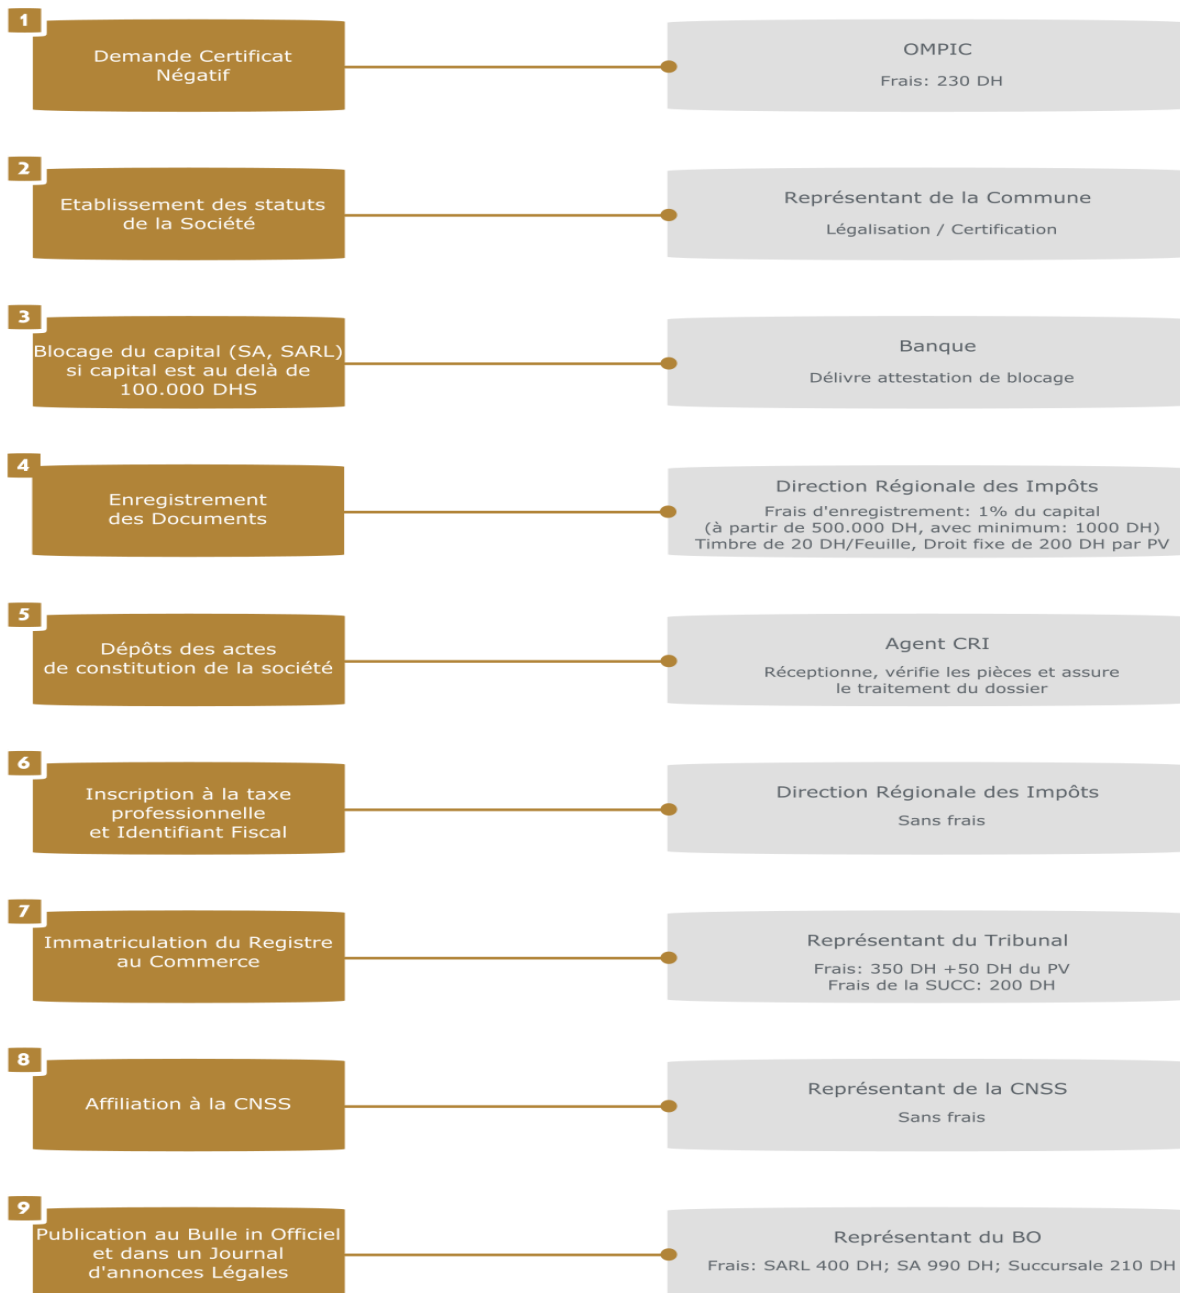 1
Demande Certificat
Négatif
OMPIC
Frais: 230 DH
2
Etablissement des statuts
de la Société
Représentant de la Commune
Légalisation / Certification
3
Blocage du capital (SA, SARL)
si capital est au delà de
100.000 DHS
Banque
Délivre attestation de blocage
4
Enregistrement
des Documents
Direction Régionale des Impôts
Frais d'enregistrement: 1% du capital
(à partir de 500.000 DH, avec minimum: 1000 DH)
Timbre de 20 DH/Feuille, Droit fixe de 200 DH par PV
5
Dépôts des actes
de constitution de la société
Agent CRI
Réceptionne, vérifie les pièces et assure
le traitement du dossier
6
Inscription à la taxe
professionnelle
et Identifiant Fiscal
Direction Régionale des Impôts
Sans frais
7
Immatriculation du Registre
au Commerce
Représentant du Tribunal
Frais: 350 DH +50 DH du PV
Frais de la SUCC: 200 DH
8
Affiliation à la CNSS
Représentant de la CNSS
Sans frais
9
Publication au Bulle in Officiel
et dans un Journal
d'annonces Légales
Représentant du BO
Frais: SARL 400 DH; SA 990 DH; Succursale 210 DH